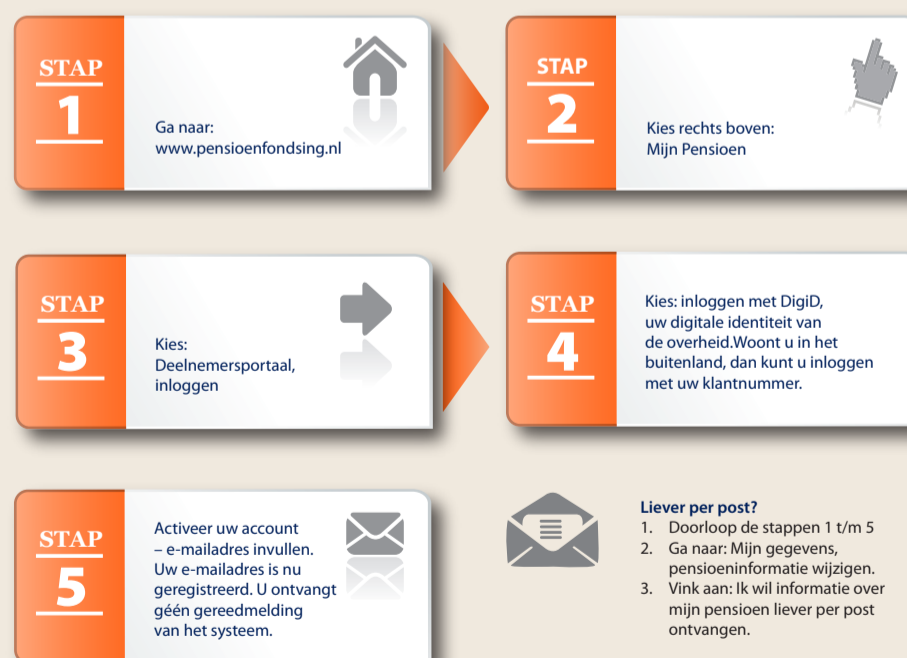 STAP
1
Ga naar:
www.pensioenfondsing.nl
STAP
2
Kies rechts boven:
Mijn Pensioen
STAP
3
Kies:
Deelnemersportaal,
inloggen
STAP
4
Kies: inloggen met DigiD,
uw digitale identiteit van
de overheid.Woont u in het
buitenland, dan kunt u inloggen
met uw klantnummer.
STAP
5
Activeer uw account
– e-mailadres invullen.
Uw e-mailadres is nu
geregistreerd. U ontvangt
géén gereedmelding
van het systeem.
Liever per post?
1. Doorloop de stappen 1 t/m 5
2. Ga naar: Mijn gegevens,
pensioeninformatie wijzigen.
3. Vink aan: Ik wil informatie over
mijn pensioen liever per post
ontvangen.